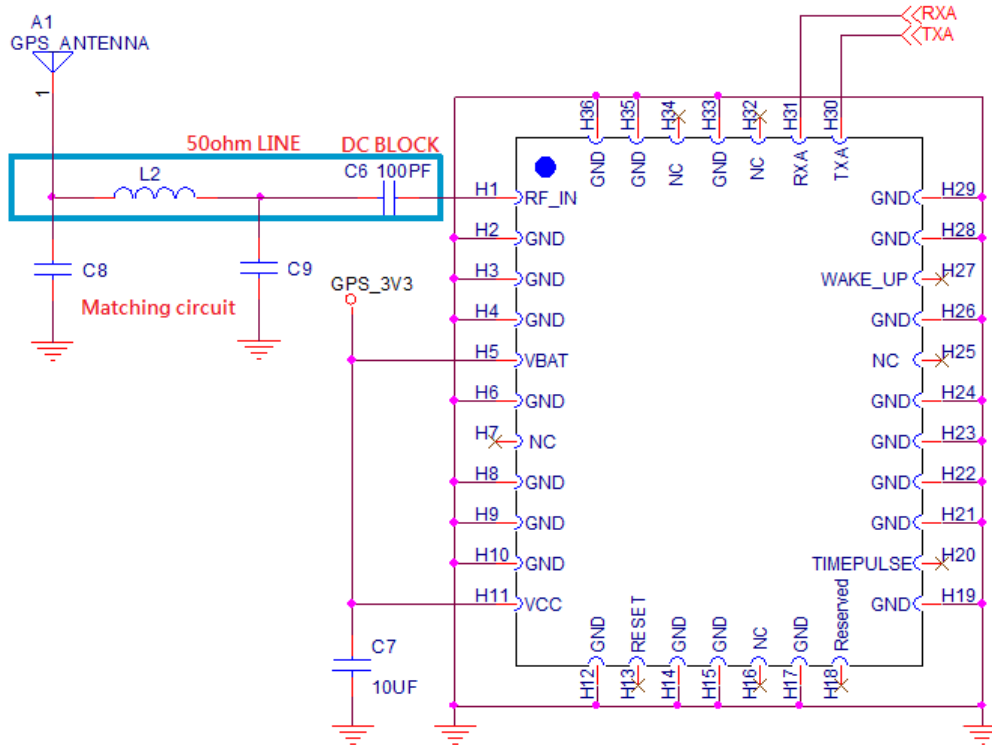 A1
GPS_ANTENNA
1
RXA
TXA
50ohm LINE
DC BLOCK
L2
C6 100PF
C8
C9
Matching circuit
GPS_3V3
C7
10UF
H36
H35
H34
H33
H32
H31
H30
GND
GND
NC
GND
NC
RXA
TXA
H1 RF_IN
H2 GND
H3 GND
H4 GND
H5 VBAT
H6 GND
H7 NC
H8 GND
H9 GND
H10 GND
H11 VCC
GND H29
GND H28
WAKE_UP H27
GND H26
NC H25
GND H24
GND H23
GND H22
GND H21
TIMEPULSE H20
GND H19
GND
RESET
GND
GND
NC
GND
Reserved
H12
H13
H14
H15
H16
H17
H18